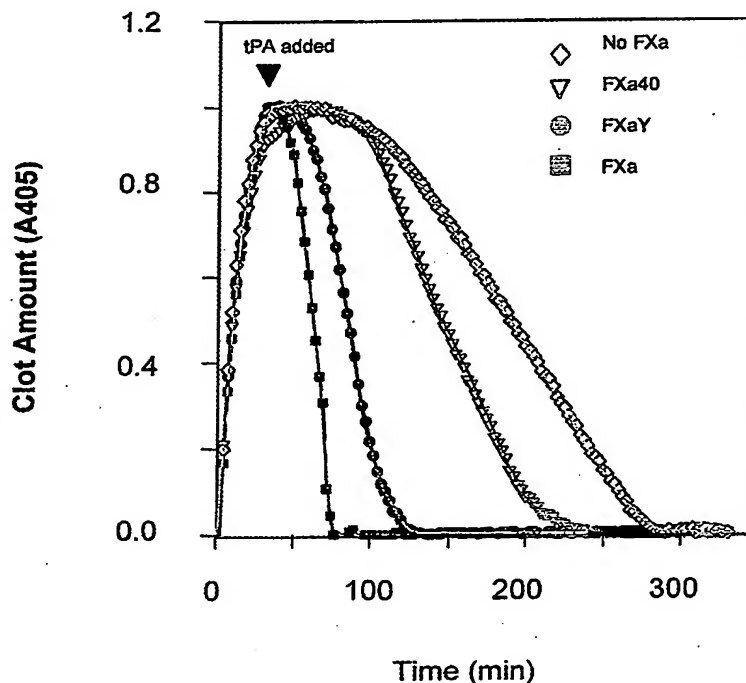 1.2
tPA added
No FXa
FXa40
FXaY
FXa
0.8
0.4
0.0
Clot Amount (A405)
0
100
200
300
Time (min)